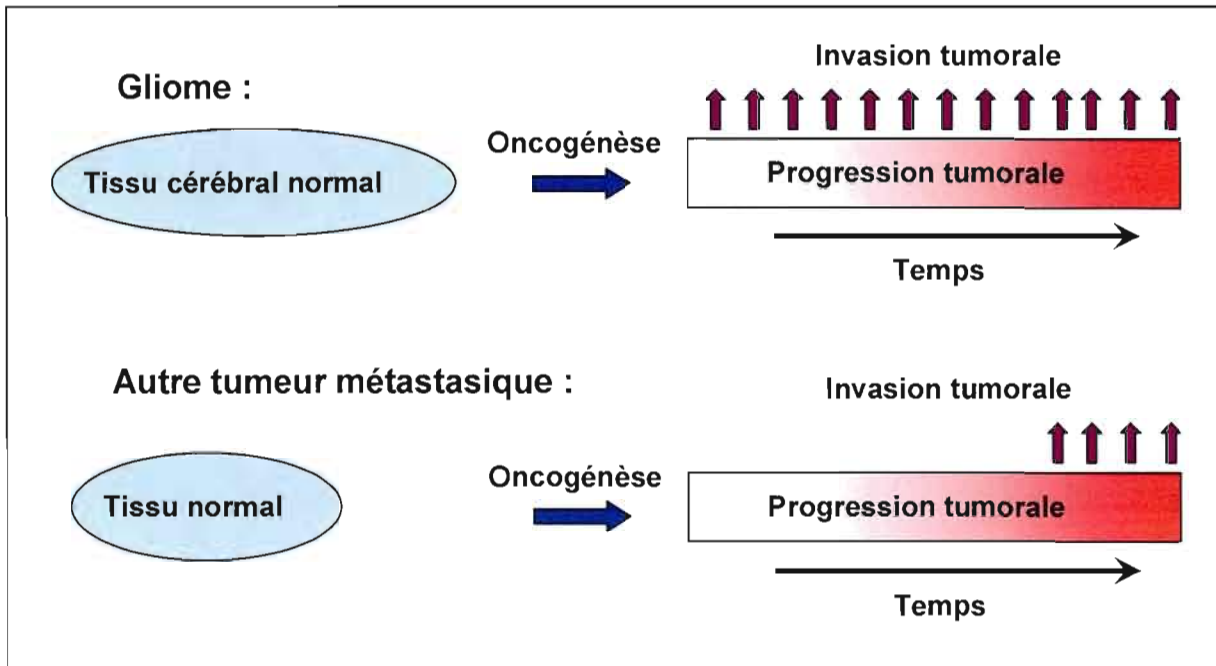 Gliome :
Invasion tumorale
Tissu cérébral normal
Oncogénèse
Progression tumorale
Temps
Autre tumeur métastasique :
Invasion tumorale
Tissu normal
Oncogénèse
Progression tumorale
Temps